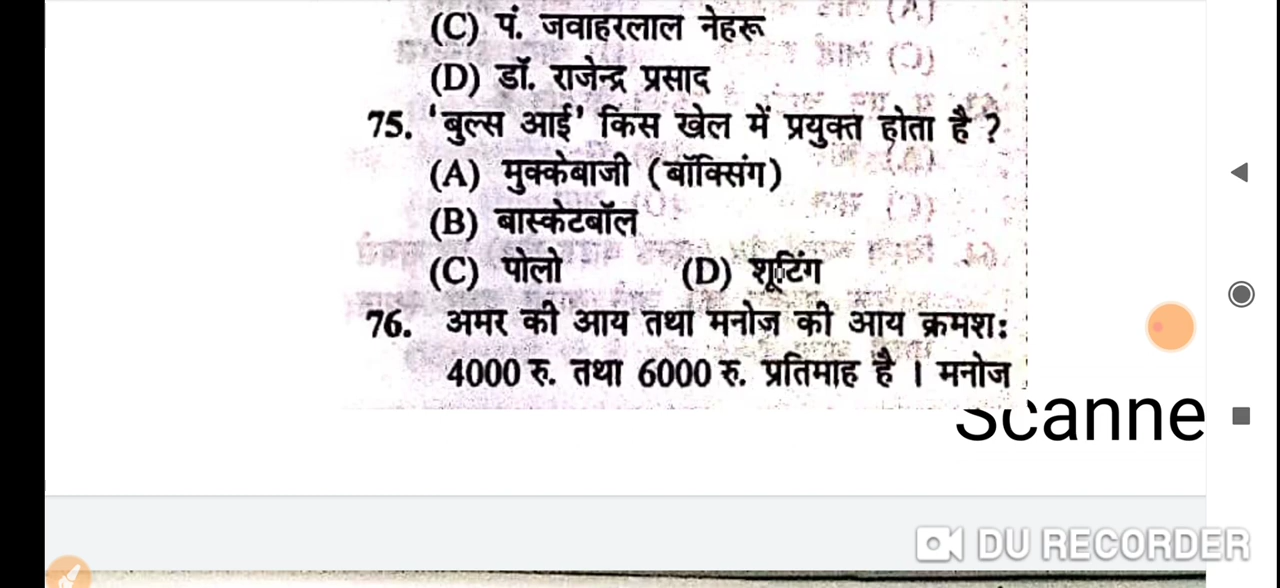 (C) पं. जवाहरलाल नेहरू
(D) डॉ. राजेन्द्र प्रसाद
75. 'बुल्स आई' किस खेल में प्रयुक्त होता है ?
(A) मुक्केबाजी (बॉक्सिंग)
(B) बास्केटबॉल
(C) पोलो (D) शूटिंग
76. अमर की आय तथा मनोज की आय क्रमश:
4000 रु. तथा 6000 रु. प्रतिमाह है । मनोज
Scanne
DU RECORDER